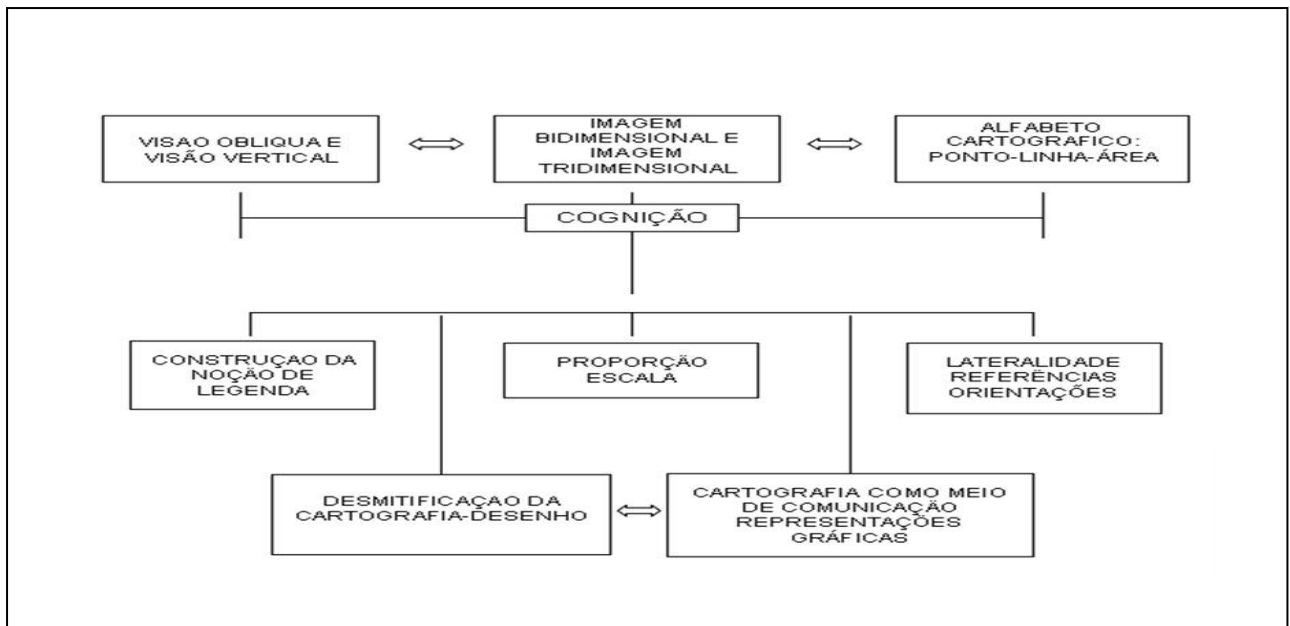 VISAO OBLIQUA E
VISÃO VERTICAL
IMAGEM
BIDIMENSIONAL E
IMAGEM
TRIDIMENSIONAL
ALFABETO
CARTOGRAFICO:
PONTO-LINHA-ÁREA
COGNIÇÃO
CONSTRUÇAO DA
NOÇÃO DE
LEGENDA
PROPORÇÃO
ESCALA
LATERALIDADE
REFERÊNCIAS
ORIENTAÇÕES
DESMITIFICAÇAO DA
CARTOGRAFIA-DESENHO
CARTOGRAFIA COMO MEIO
DE COMUNICAÇÃO
REPRESENTAÇÕES
GRÁFICAS